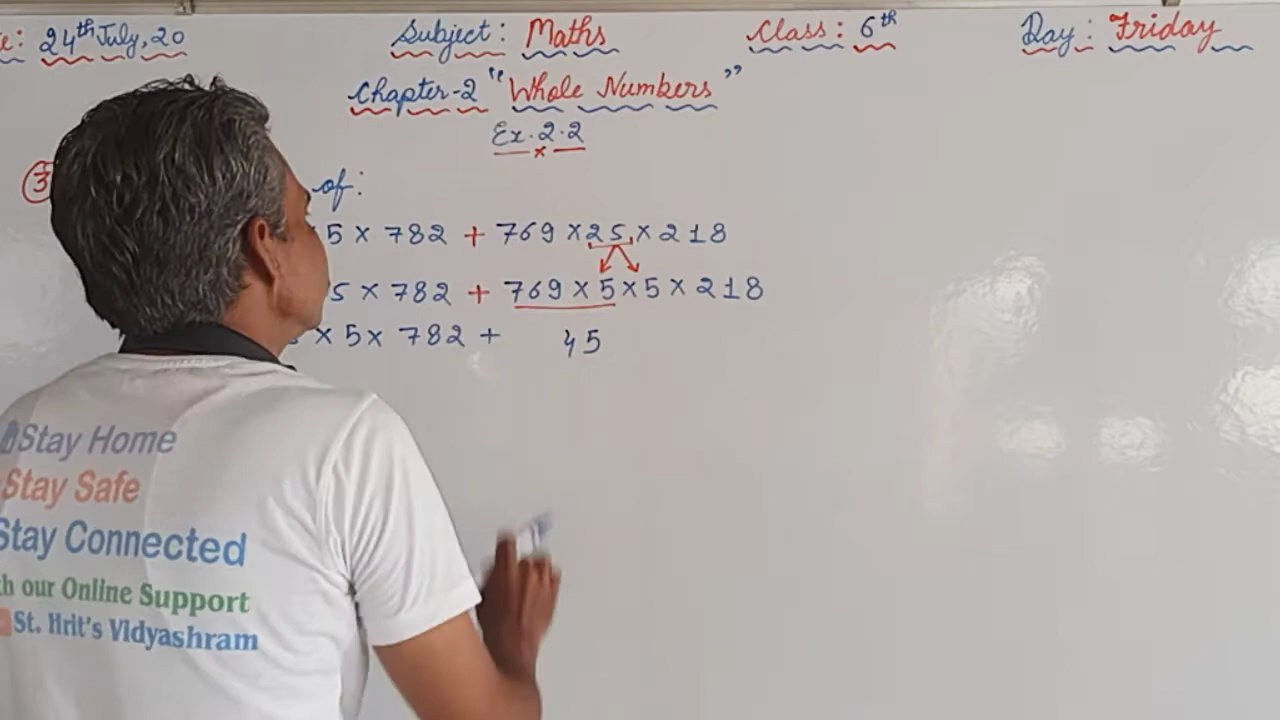 e: 24th July, 20 Subject: Maths Class: 6th Day: Friday
Chapter-2 "Whole Numbers"
Ex. 2.2
3 of:
5 × 782 + 769 × 25 × 218
5 × 782 + 769 × 5 × 5 × 218
× 5 × 782 + 45
Stay Home
Stay Safe
Stay Connected
h our Online Support
St. Hrit's Vidyashram